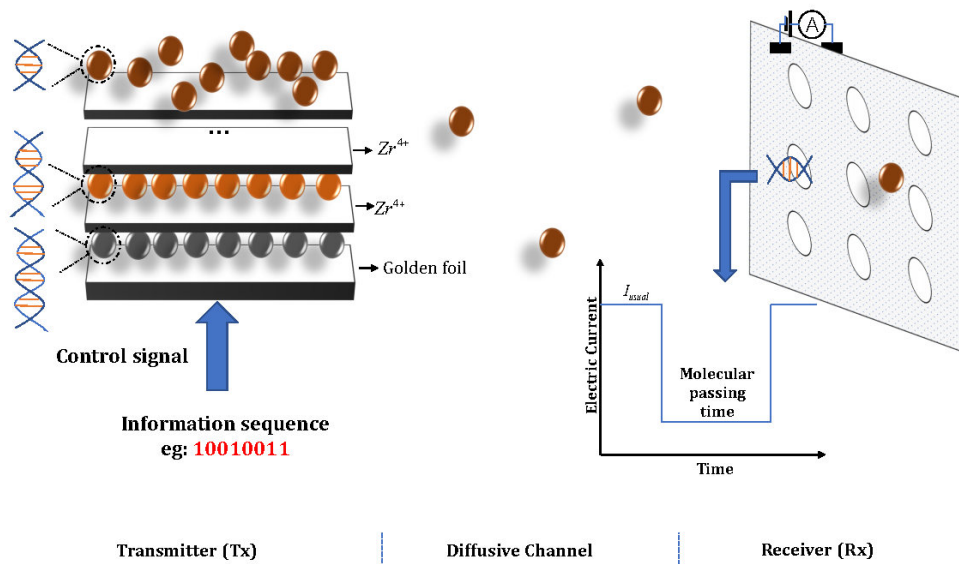 A
...
Zr⁴⁺
Zr⁴⁺
Golden foil
Control signal
Information sequence
eg: 10010011
I_usual
Electric Current
Molecular
passing
time
Time
Transmitter (Tx)
Diffusive Channel
Receiver (Rx)